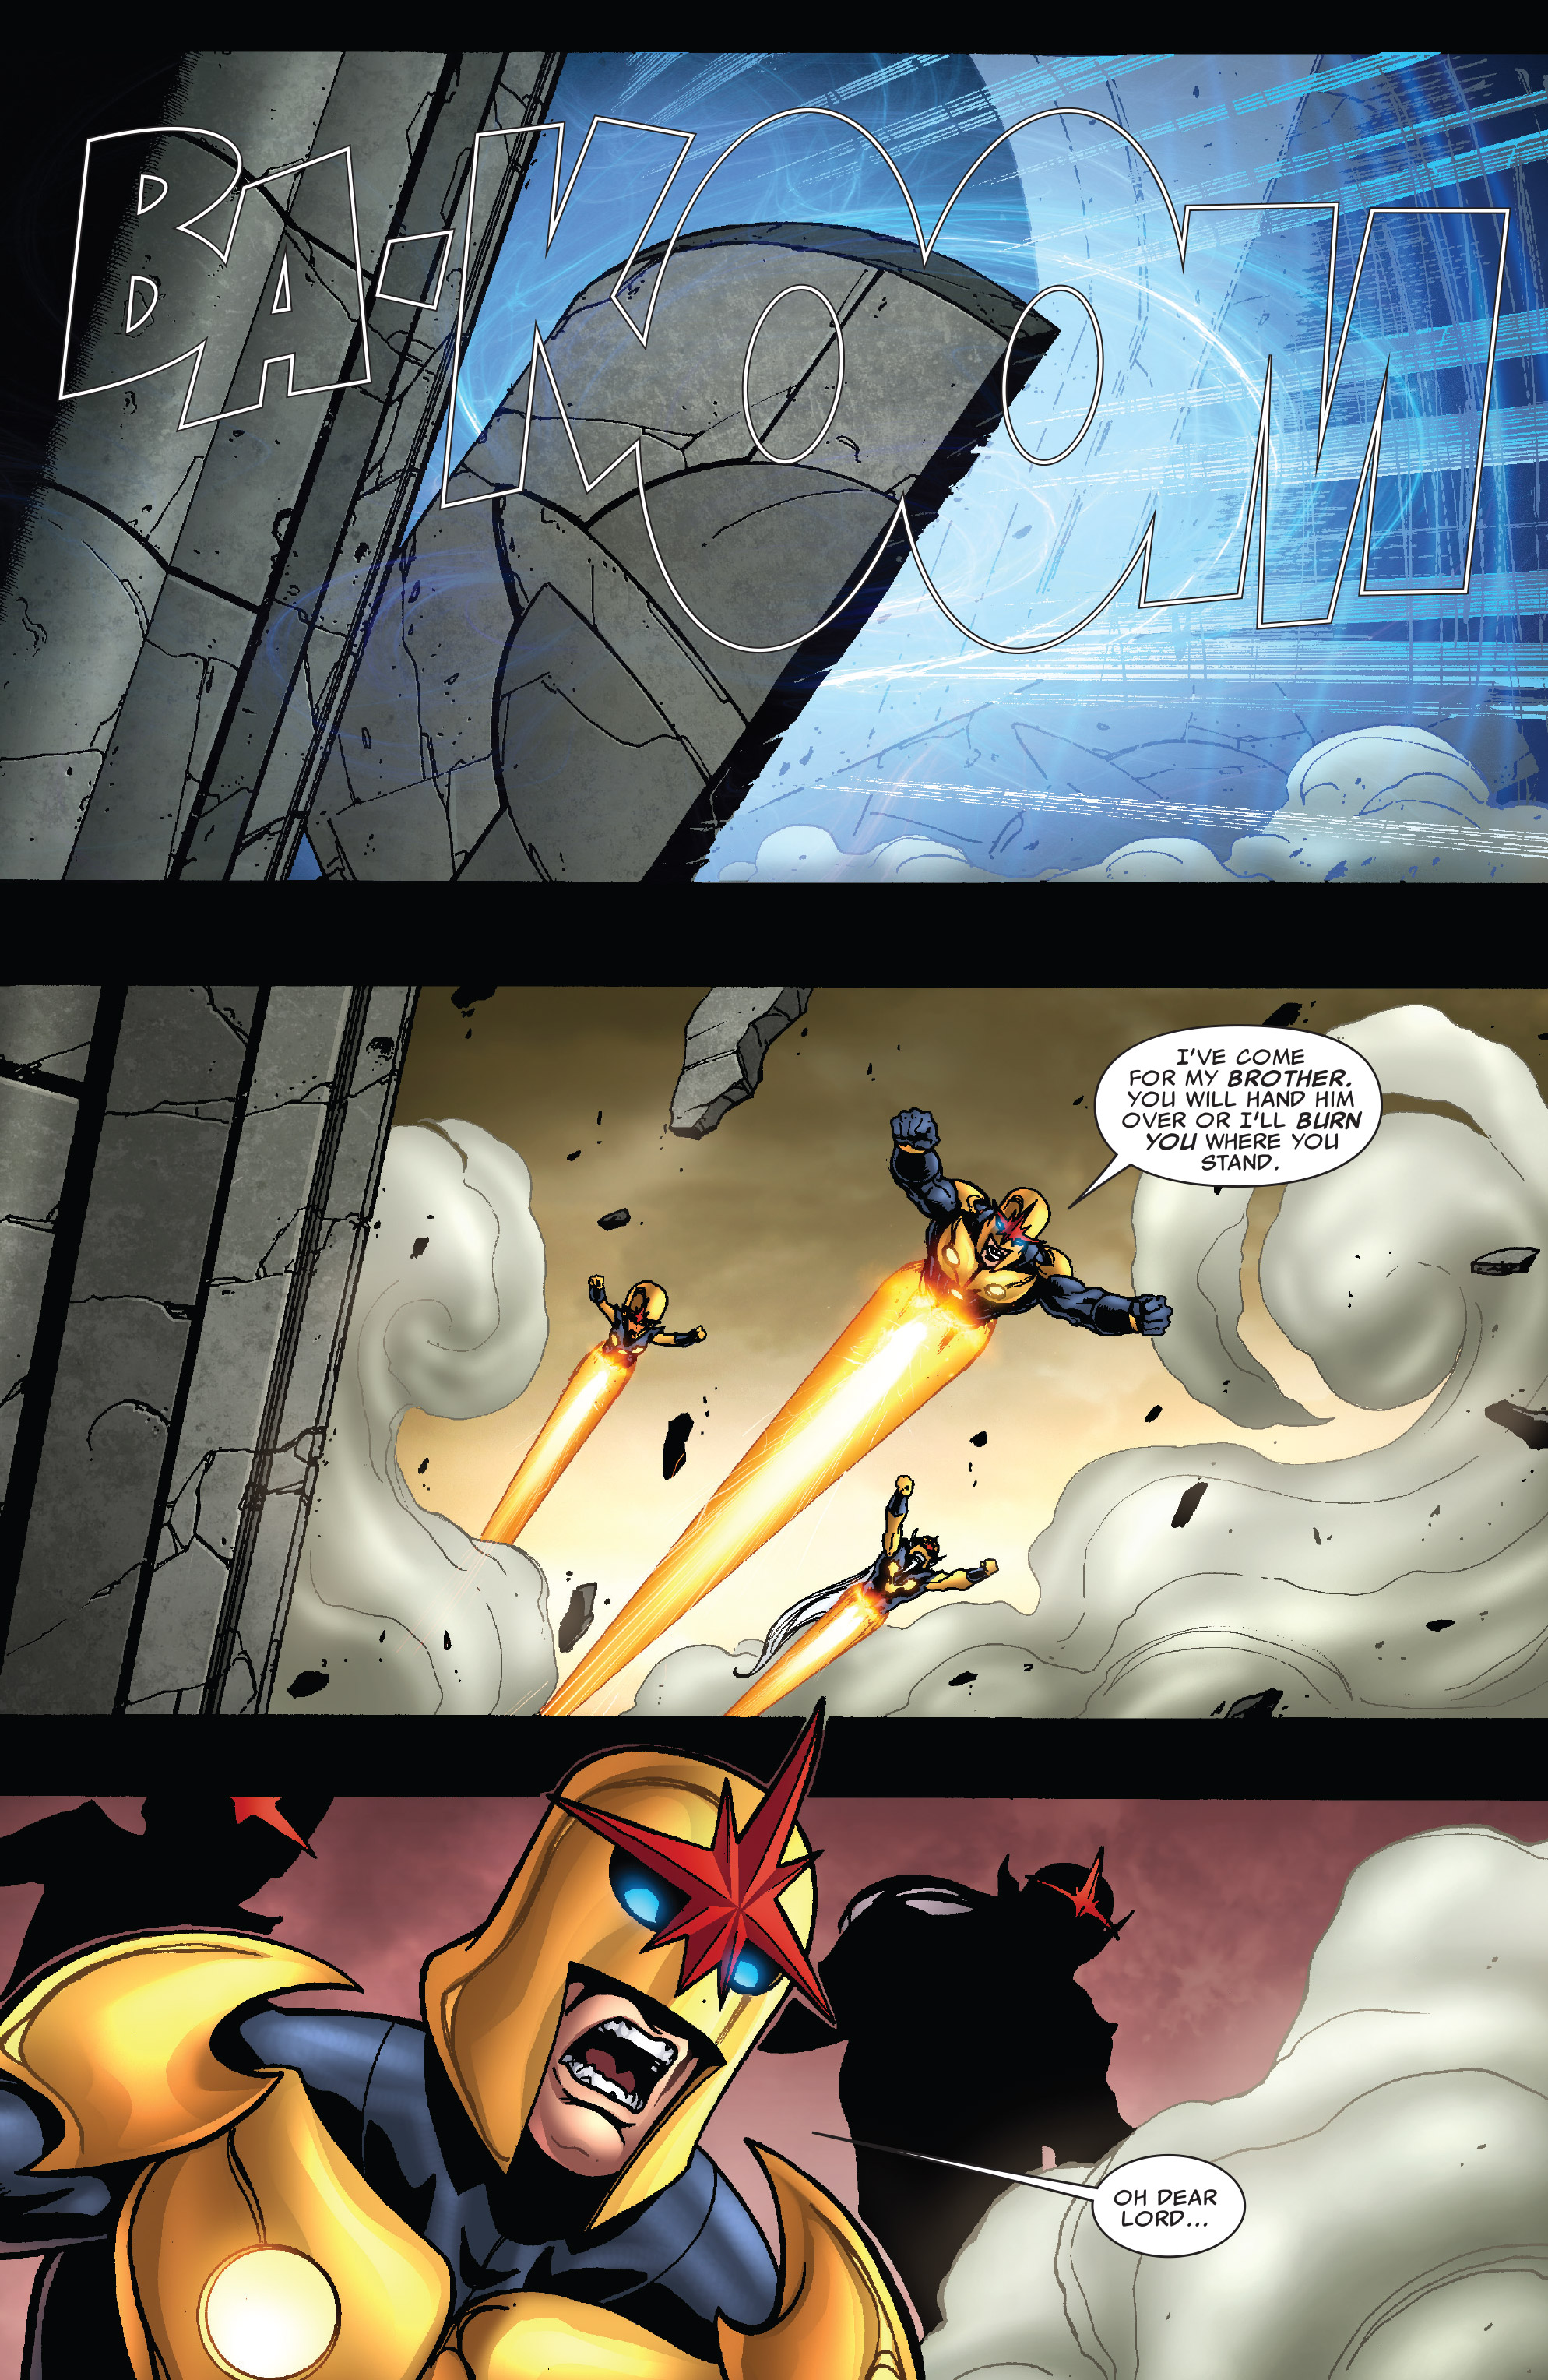 BA-KOOM
I'VE COME
FOR MY BROTHER.
YOU WILL HAND HIM
OVER OR I'LL BURN
YOU WHERE YOU
STAND.
OH DEAR
LORD...